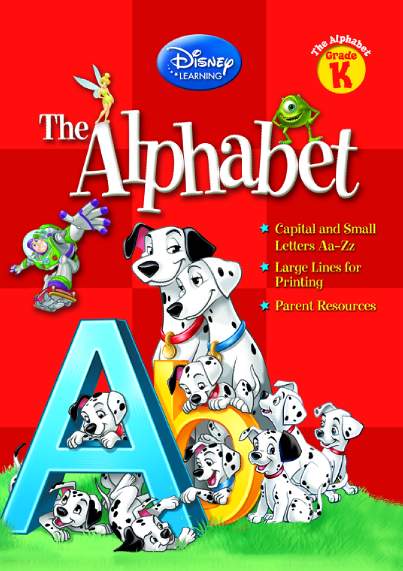 Disney
LEARNING
The Alphabet
Grade
K
The Alphabet
Capital and Small
Letters Aa-Zz
Large Lines for
Printing
Parent Resources
A
b